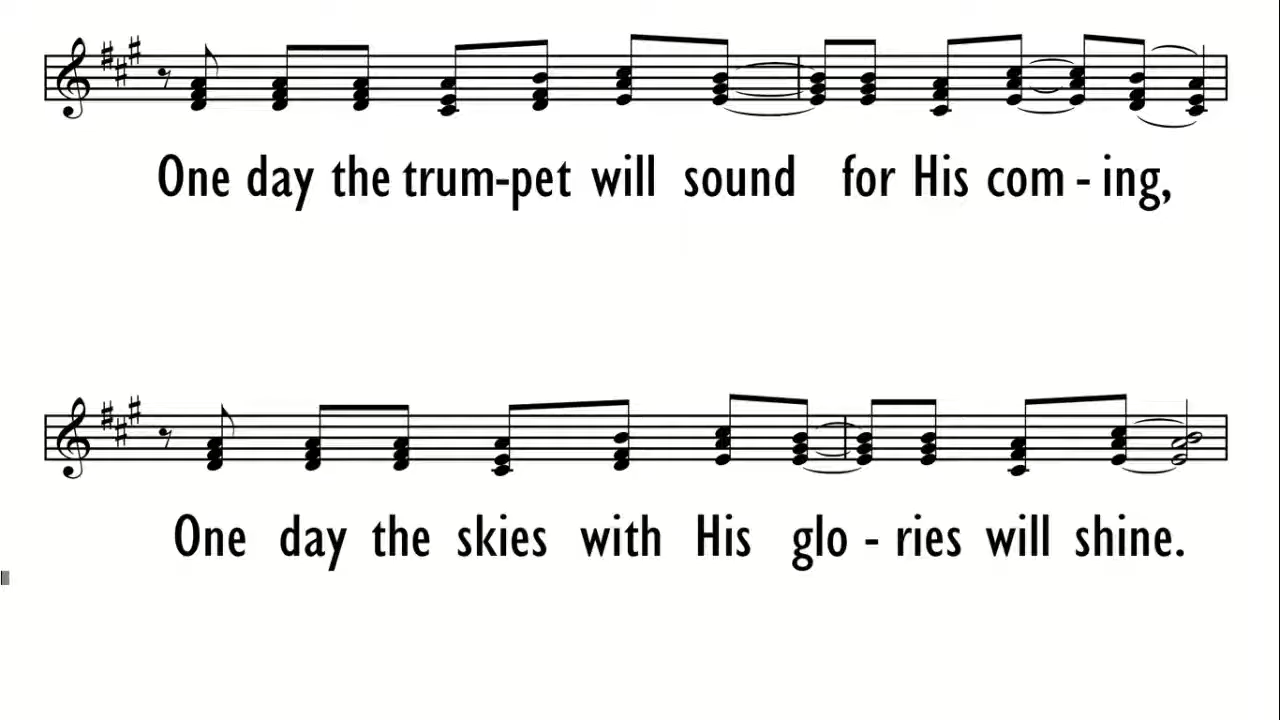 One day the trum-pet will sound for His com - ing,
One day the skies with His glo - ries will shine.